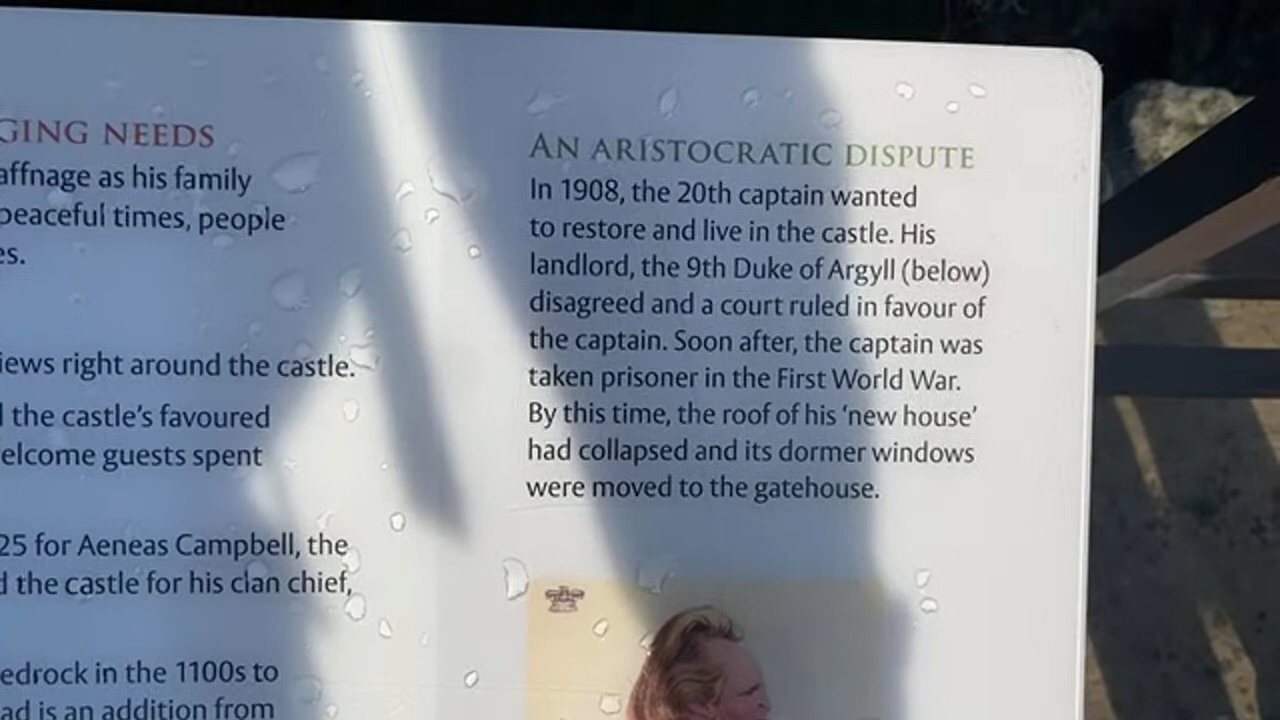 GING NEEDS
affnage as his family
peaceful times, people
es.
iews right around the castle.
the castle's favoured
elcome guests spent
25 for Aeneas Campbell, the
d the castle for his clan chief,
edrock in the 1100s to
ad is an addition from
AN ARISTOCRATIC DISPUTE
In 1908, the 20th captain wanted
to restore and live in the castle. His
landlord, the 9th Duke of Argyll (below)
disagreed and a court ruled in favour of
the captain. Soon after, the captain was
taken prisoner in the First World War.
By this time, the roof of his ‘new house’
had collapsed and its dormer windows
were moved to the gatehouse.